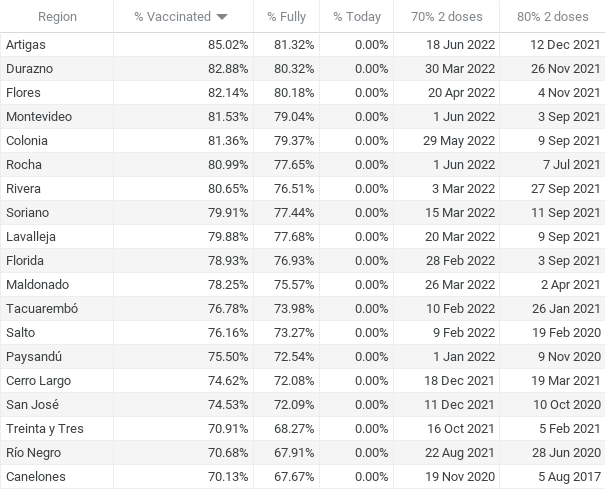 Region % Vaccinated % Fully % Today 70% 2 doses 80% 2 doses
Artigas 85.02% 81.32% 0.00% 18 Jun 2022 12 Dec 2021
Durazno 82.88% 80.32% 0.00% 30 Mar 2022 26 Nov 2021
Flores 82.14% 80.18% 0.00% 20 Apr 2022 4 Nov 2021
Montevideo 81.53% 79.04% 0.00% 1 Jun 2022 3 Sep 2021
Colonia 81.36% 79.37% 0.00% 29 May 2022 9 Sep 2021
Rocha 80.99% 77.65% 0.00% 1 Jun 2022 7 Jul 2021
Rivera 80.65% 76.51% 0.00% 3 Mar 2022 27 Sep 2021
Soriano 79.91% 77.44% 0.00% 15 Mar 2022 11 Sep 2021
Lavalleja 79.88% 77.68% 0.00% 20 Mar 2022 9 Sep 2021
Florida 78.93% 76.93% 0.00% 28 Feb 2022 3 Sep 2021
Maldonado 78.25% 75.57% 0.00% 26 Mar 2022 2 Apr 2021
Tacuarembó 76.78% 73.98% 0.00% 10 Feb 2022 26 Jan 2021
Salto 76.16% 73.27% 0.00% 9 Feb 2022 19 Feb 2020
Paysandú 75.50% 72.54% 0.00% 1 Jan 2022 9 Nov 2020
Cerro Largo 74.62% 72.08% 0.00% 18 Dec 2021 19 Mar 2021
San José 74.53% 72.09% 0.00% 11 Dec 2021 10 Oct 2020
Treinta y Tres 70.91% 68.27% 0.00% 16 Oct 2021 5 Feb 2021
Río Negro 70.68% 67.91% 0.00% 22 Aug 2021 28 Jun 2020
Canelones 70.13% 67.67% 0.00% 19 Nov 2020 5 Aug 2017